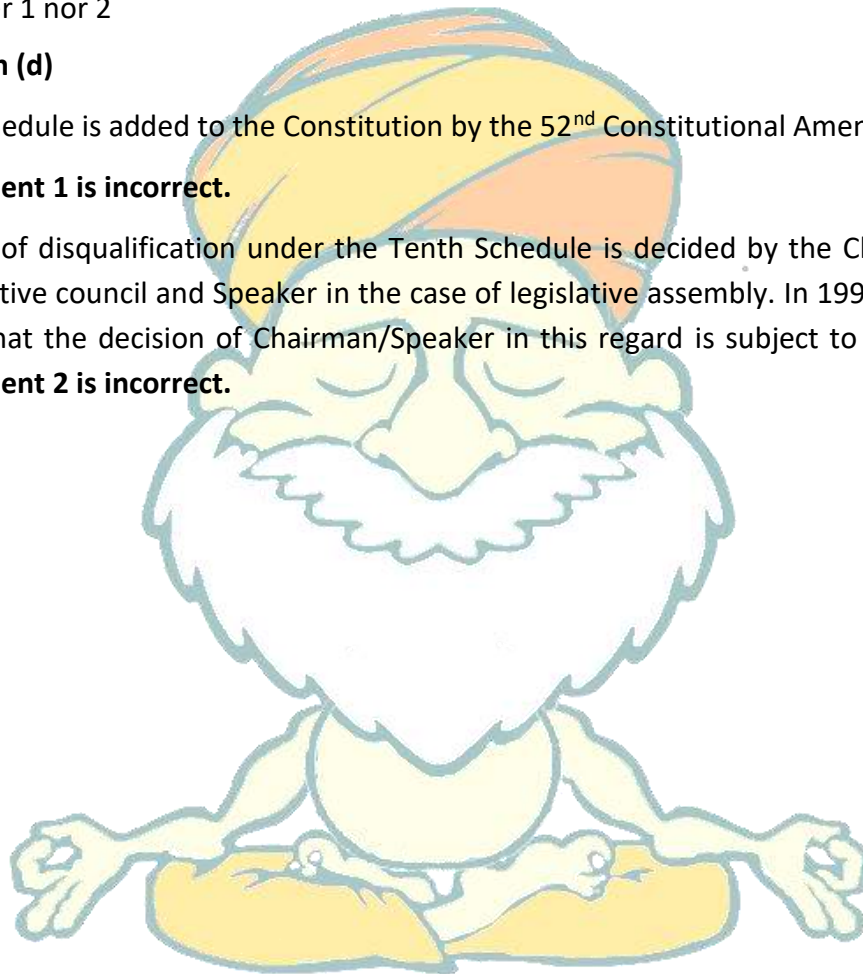 r 1 nor 2
n (d)
edule is added to the Constitution by the 52nd Constitutional Amen
ent 1 is incorrect.
of disqualification under the Tenth Schedule is decided by the Ch
tive council and Speaker in the case of legislative assembly. In 199
hat the decision of Chairman/Speaker in this regard is subject to
ent 2 is incorrect.